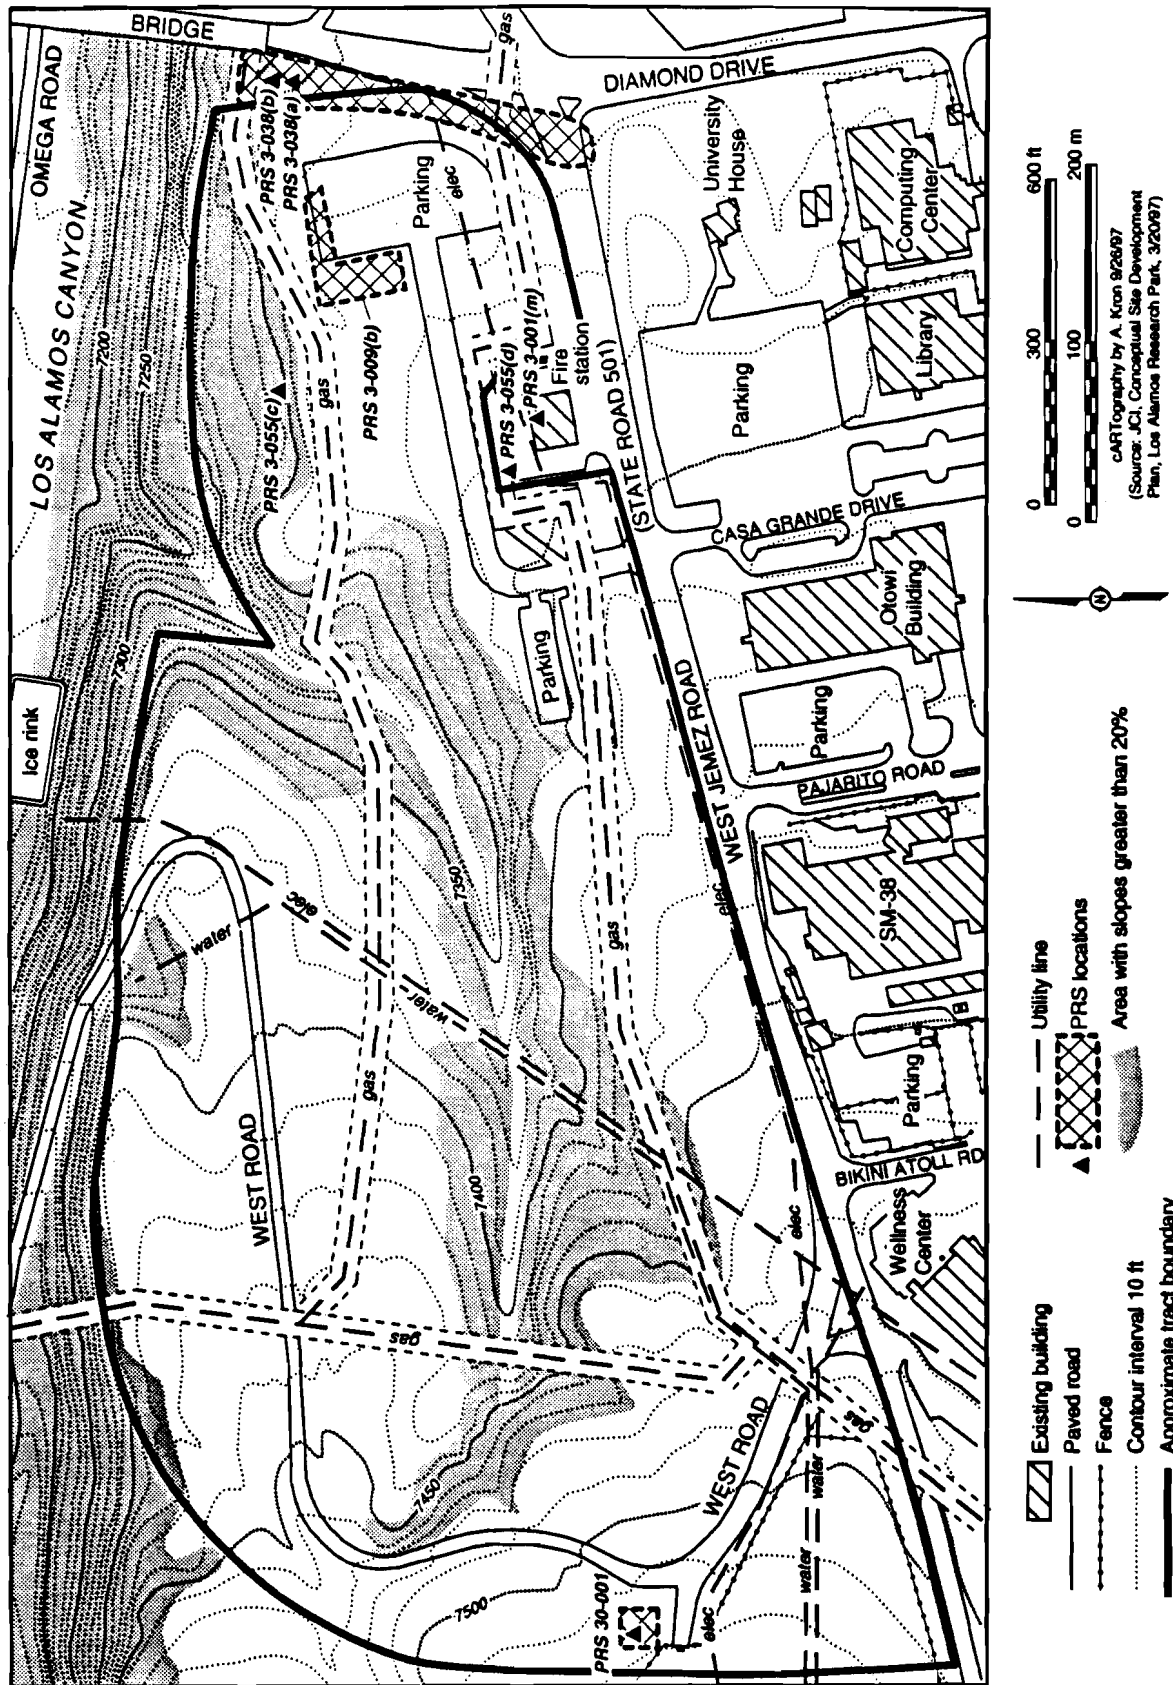 BRIDGE
OMEGA ROAD
LOS ALAMOS CANYON
Ice rink
7200
7250
7300
gas
DIAMOND DRIVE
PRS 3-038(b)
PRS 3-038(a)
PRS 3-055(c)
gas
PRS 3-009(b)
Parking
elec
University
House
PRS 3-055(d)
PRS 3-001(m)
Fire
station
(STATE ROAD 501)
Parking
Computing
Center
Library
CASA GRANDE DRIVE
Otowi
Building
Parking
Parking
WEST JEMEZ ROAD
PAJARITO ROAD
SM-38
elec
gas
7350
elec
water
water
gas
WEST ROAD
7400
Parking
BIKINI ATOLL RD
Wellness
Center
elec
gas
7450
WEST ROAD
gas
water
water
7500
PRS 30-001
elec
Existing building
Paved road
Fence
Contour interval 10 ft
Approximate tract boundary
Utility line
PRS locations
Area with slopes greater than 20%
N
0 300 600 ft
0 100 200 m
cARTography by A. Kron 9/26/97
(Source: JCI, Conceptual Site Development
Plan, Los Alamos Research Park, 3/20/97)